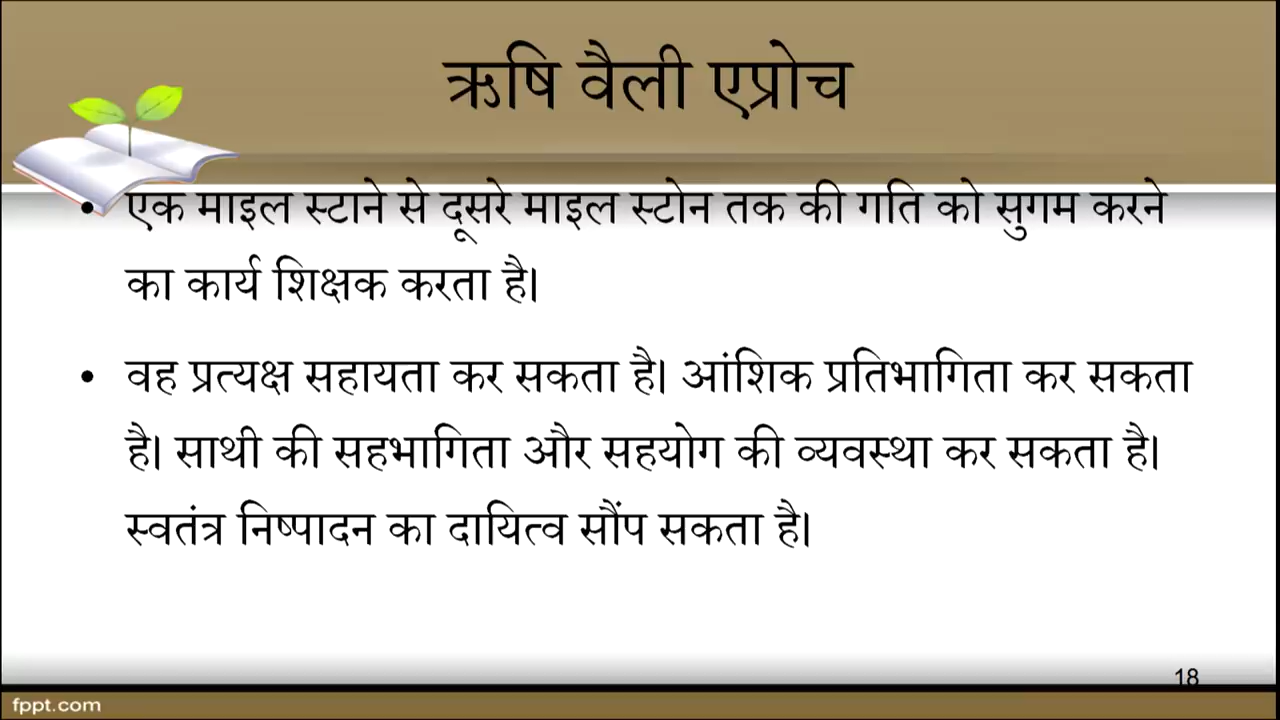 ऋषि वैली एप्रोच
• एक माइल स्टाने से दूसरे माइल स्टोन तक की गति को सुगम करने
का कार्य शिक्षक करता है।
• वह प्रत्यक्ष सहायता कर सकता है। आंशिक प्रतिभागिता कर सकता
है। साथी की सहभागिता और सहयोग की व्यवस्था कर सकता है।
स्वतंत्र निष्पादन का दायित्व सौंप सकता है।
18
fppt.com